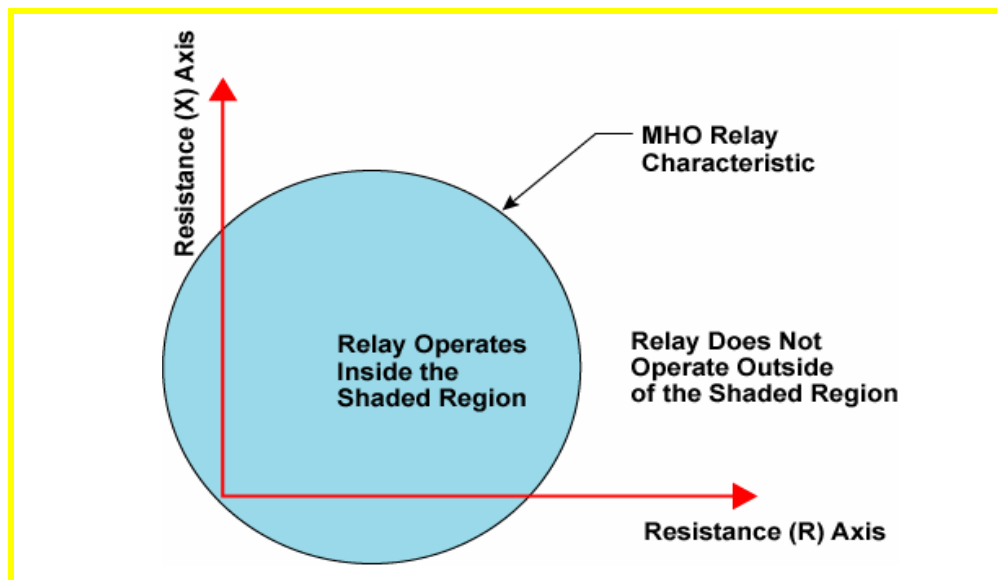 Resistance (X) Axis
MHO Relay
Characteristic
Relay Operates
Inside the
Shaded Region
Relay Does Not
Operate Outside
of the Shaded Region
Resistance (R) Axis